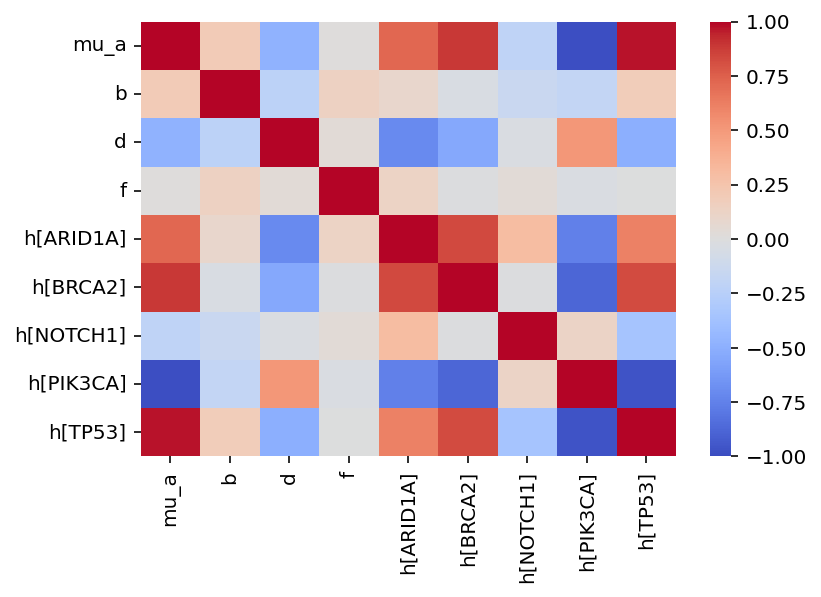 mu_a
b
d
f
h[ARID1A]
h[BRCA2]
h[NOTCH1]
h[PIK3CA]
h[TP53]
mu_a
b
d
f
h[ARID1A]
h[BRCA2]
h[NOTCH1]
h[PIK3CA]
h[TP53]
1.00
0.75
0.50
0.25
0.00
−0.25
−0.50
−0.75
−1.00